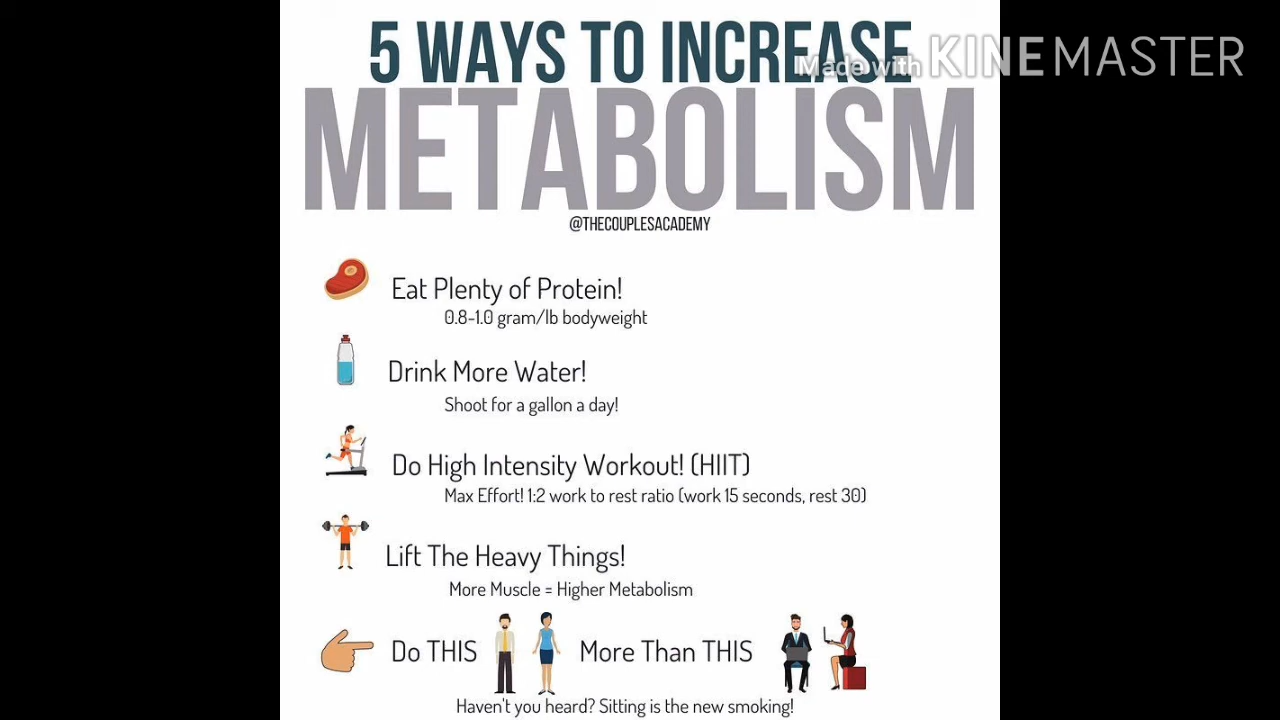 5 WAYS TO INCREASE
Made with KINEMASTER
METABOLISM
@THECOUPLESACADEMY
Eat Plenty of Protein!
0.8-1.0 gram/lb bodyweight
Drink More Water!
Shoot for a gallon a day!
Do High Intensity Workout! (HIIT)
Max Effort! 1:2 work to rest ratio (work 15 seconds, rest 30)
Lift The Heavy Things!
More Muscle = Higher Metabolism
Do THIS More Than THIS
Haven't you heard? Sitting is the new smoking!